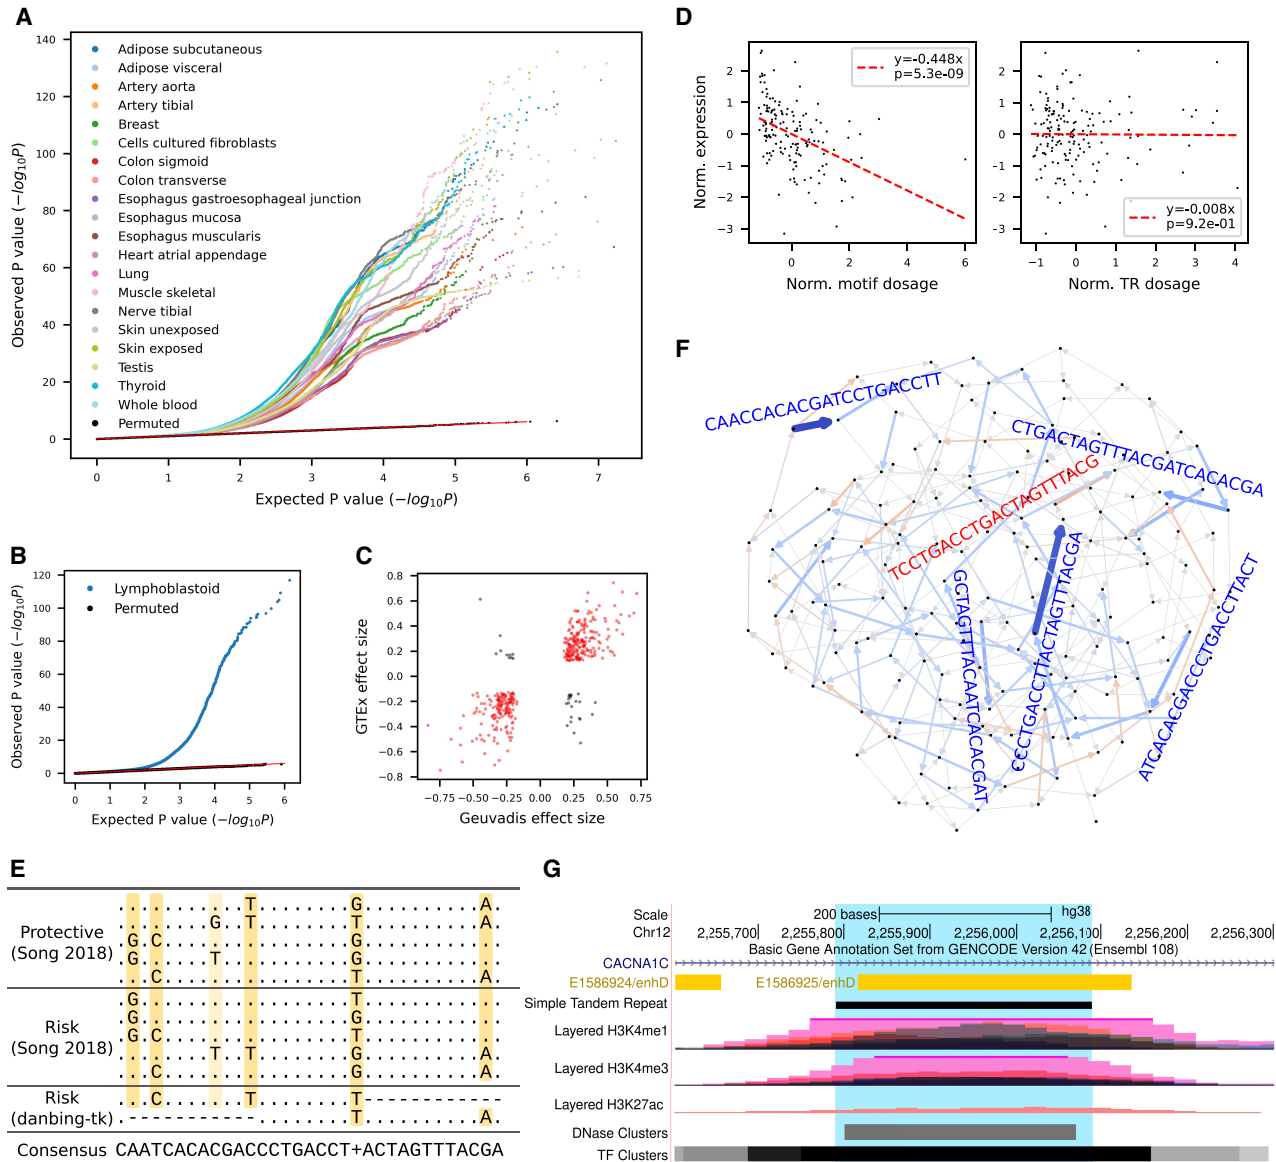 A
Observed P value (−log10P)
140
120
100
80
60
40
20
0
Adipose subcutaneous
Adipose visceral
Artery aorta
Artery tibial
Breast
Cells cultured fibroblasts
Colon sigmoid
Colon transverse
Esophagus gastroesophageal junction
Esophagus mucosa
Esophagus muscularis
Heart atrial appendage
Lung
Muscle skeletal
Nerve tibial
Skin unexposed
Skin exposed
Testis
Thyroid
Whole blood
Permuted
0 1 2 3 4 5 6 7
Expected P value (−log10P)
B
Observed P value (−log10P)
120
100
80
60
40
20
0
Lymphoblastoid
Permuted
0 1 2 3 4 5 6
Expected P value (−log10P)
C
GTEx effect size
0.8
0.6
0.4
0.2
0.0
−0.2
−0.4
−0.6
−0.8
−0.75 −0.50 −0.25 0.00 0.25 0.50 0.75
Geuvadis effect size
D
Norm. expression
2
1
0
−1
−2
−3
y=-0.448x
p=5.3e-09
0 2 4 6
Norm. motif dosage
2
1
0
−1
−2
−3
y=-0.008x
p=9.2e-01
−1 0 1 2 3 4
Norm. TR dosage
F
CAACCACACGATCCTGACCTT
CTGACTAGTTTACGATCACACGA
TCCTGACCTGACTAGTTTACG
GCTAGTTTACAATCACACGAT
CCCTGACCTTACTAGTTTACGA
ATCACACGACCCTGACCTTACT
E
Protective
(Song 2018)
. . . . . . . . . . . T . . . . . . . . G . . . . . . . . . . A .
. . . . . . . . G . . T . . . . . . . . T . . . . . . . . . . A .
. G . C . . . . . . . . . . . . . . . . G . . . . . . . . . . . .
. G . . . . . . T . . . . . . . . . . . G . . . . . . . . . . . .
. . . C . . . . . . . . . . . . . . . . T . . . . . . . . . . A .
Risk
(Song 2018)
. G . . . . . . . . . . . . . . . . . . T . . . . . . . . . . . .
. G . . . . . . . . . . . . . . . . . . G . . . . . . . . . . . .
. G . C . . . . . . . . . . . . . . . . T . . . . . . . . . . . .
. . . . . . . . T . . T . . . . . . . . G . . . . . . . . . . A .
. . . C . . . . . . . . . . . . . . . . G . . . . . . . . . . A .
Risk
(danbing-tk)
. . . C . . . . . . . T . . . . . . . . T - - - - - - - - - - - -
. - - - - - - - - - - - . . . . . . . . T . . . . . . . . . . A .
Consensus CAATCACACGACCCTGACCT+ACTAGTTTACGA
G
Scale 200 bases hg38
Chr12 2,255,700 2,255,800 2,255,900 2,256,000 2,256,100 2,256,200 2,256,300
Basic Gene Annotation Set from GENCODE Version 42 (Ensembl 108)
CACNA1C
E1586924/enhD E1586925/enhD
Simple Tandem Repeat
Layered H3K4me1
Layered H3K4me3
Layered H3K27ac
DNase Clusters
TF Clusters